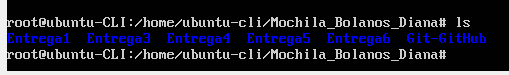 root@ubuntu-CLI:/home/ubuntu-cli/Mochila_Bolanos_Diana# ls
Entrega1  Entrega3  Entrega4  Entrega5  Entrega6  Git-GitHub
root@ubuntu-CLI:/home/ubuntu-cli/Mochila_Bolanos_Diana#